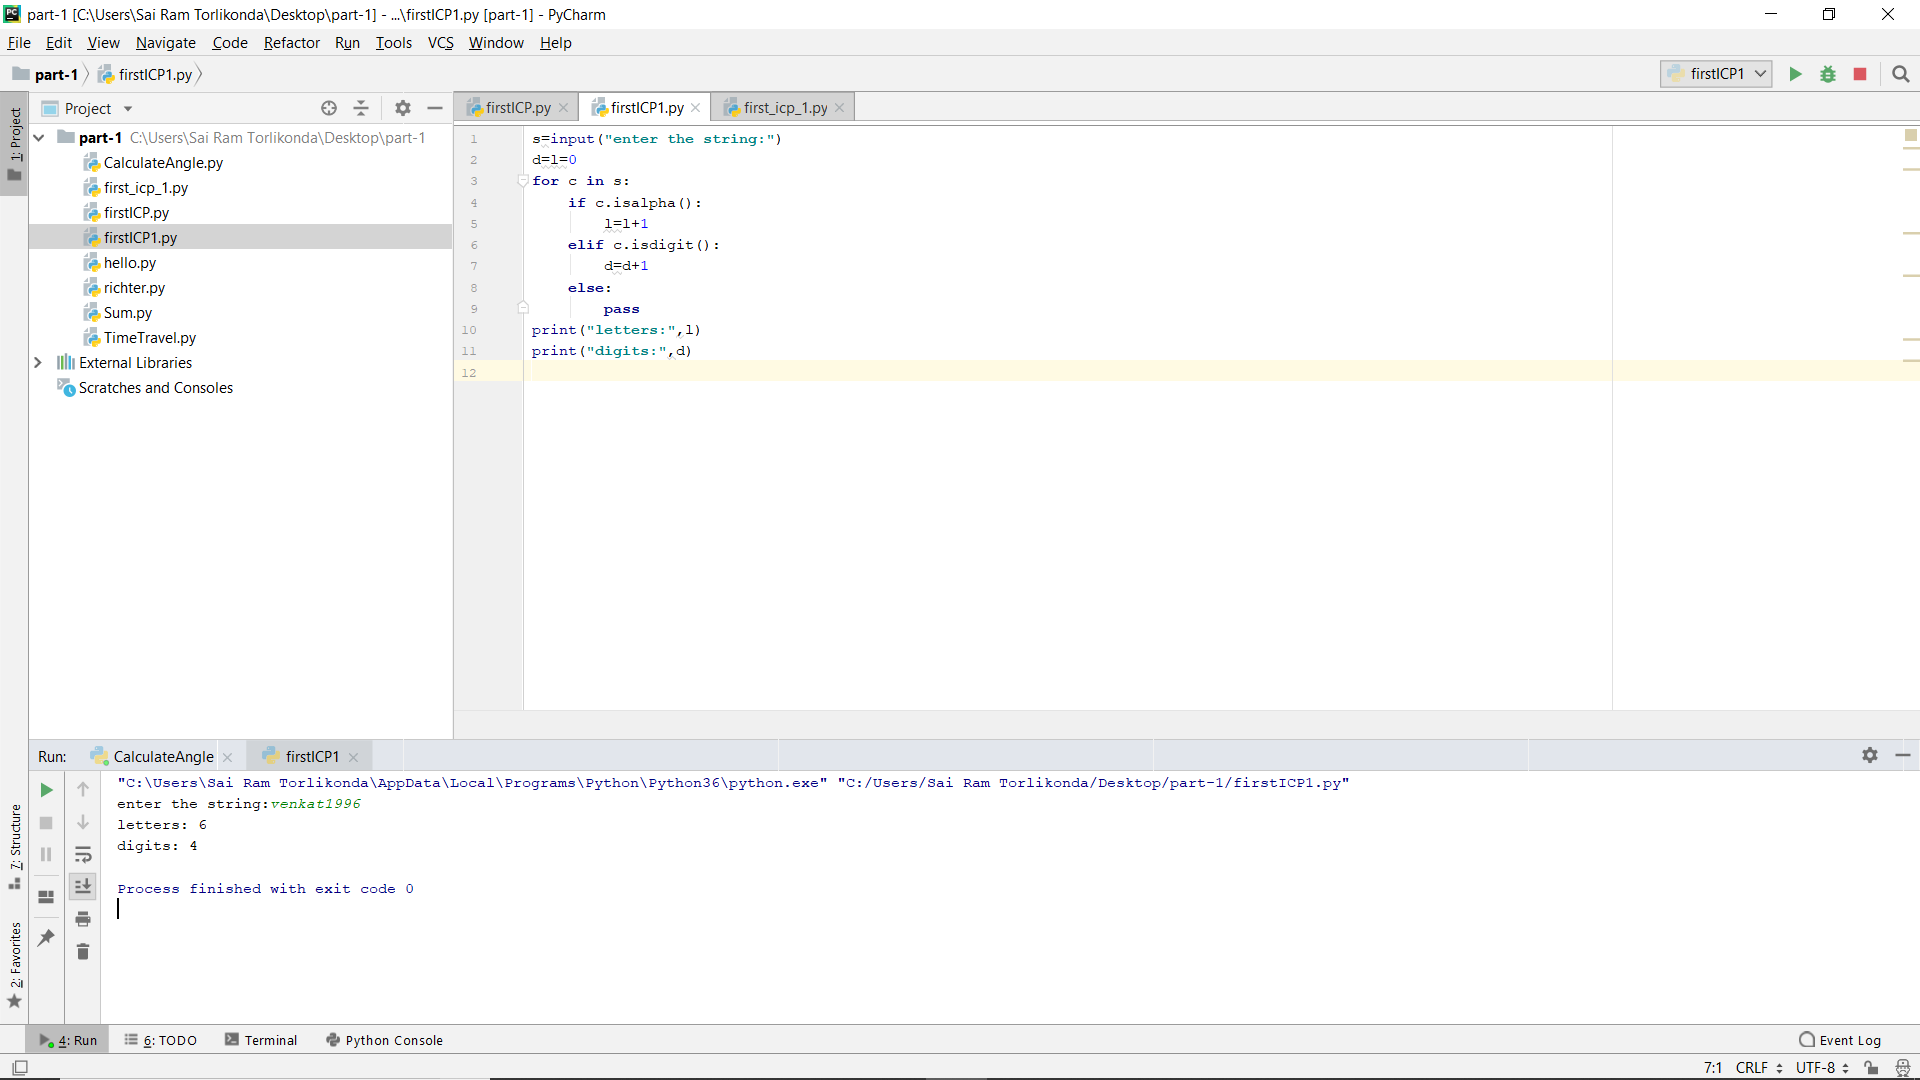 part-1 [C:\Users\Sai Ram Torlikonda\Desktop\part-1] - ...\firstICP1.py [part-1] - PyCharm
File Edit View Navigate Code Refactor Run Tools VCS Window Help
part-1 firstICP1.py firstICP1
1: Project
Project
firstICP.py firstICP1.py first_icp_1.py
part-1 C:\Users\Sai Ram Torlikonda\Desktop\part-1
CalculateAngle.py
first_icp_1.py
firstICP.py
firstICP1.py
hello.py
richter.py
Sum.py
TimeTravel.py
External Libraries
Scratches and Consoles
1 s=input("enter the string:")
2 d=l=0
3 for c in s:
4 if c.isalpha():
5 l=l+1
6 elif c.isdigit():
7 d=d+1
8 else:
9 pass
10 print("letters:",l)
11 print("digits:",d)
12
Run: CalculateAngle firstICP1
"C:\Users\Sai Ram Torlikonda\AppData\Local\Programs\Python\Python36\python.exe" "C:/Users/Sai Ram Torlikonda/Desktop/part-1/firstICP1.py"
enter the string:venkat1996
letters: 6
digits: 4
Process finished with exit code 0
7: Structure
2: Favorites
4: Run 6: TODO Terminal Python Console Event Log
7:1 CRLF UTF-8